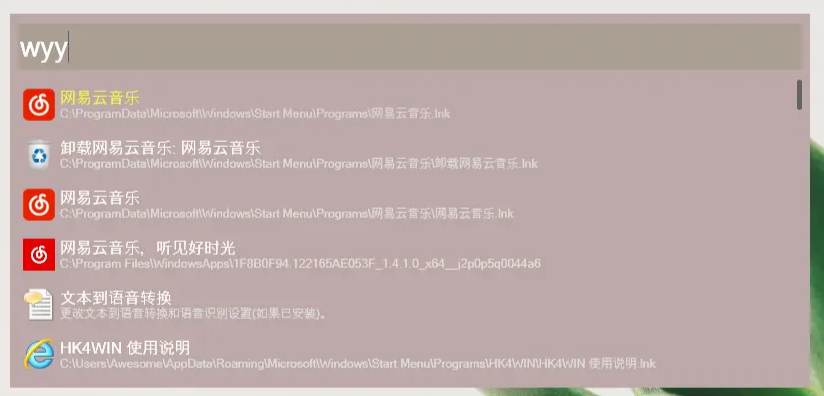 wyy
网易云音乐
C:\ProgramData\Microsoft\Windows\Start Menu\Programs\网易云音乐.lnk
卸载网易云音乐: 网易云音乐
C:\ProgramData\Microsoft\Windows\Start Menu\Programs\网易云音乐\卸载网易云音乐.lnk
网易云音乐
C:\ProgramData\Microsoft\Windows\Start Menu\Programs\网易云音乐\网易云音乐.lnk
网易云音乐，听见好时光
C:\Program Files\WindowsApps\1F8B0F94.122165AE053F_1.4.1.0_x64__j2p0p5q0044a6
文本到语音转换
更改文本到语音转换和语音识别设置(如果已安装)。
HK4WIN 使用说明
C:\Users\Awesome\AppData\Roaming\Microsoft\Windows\Start Menu\Programs\HK4WIN\HK4WIN 使用说明.lnk